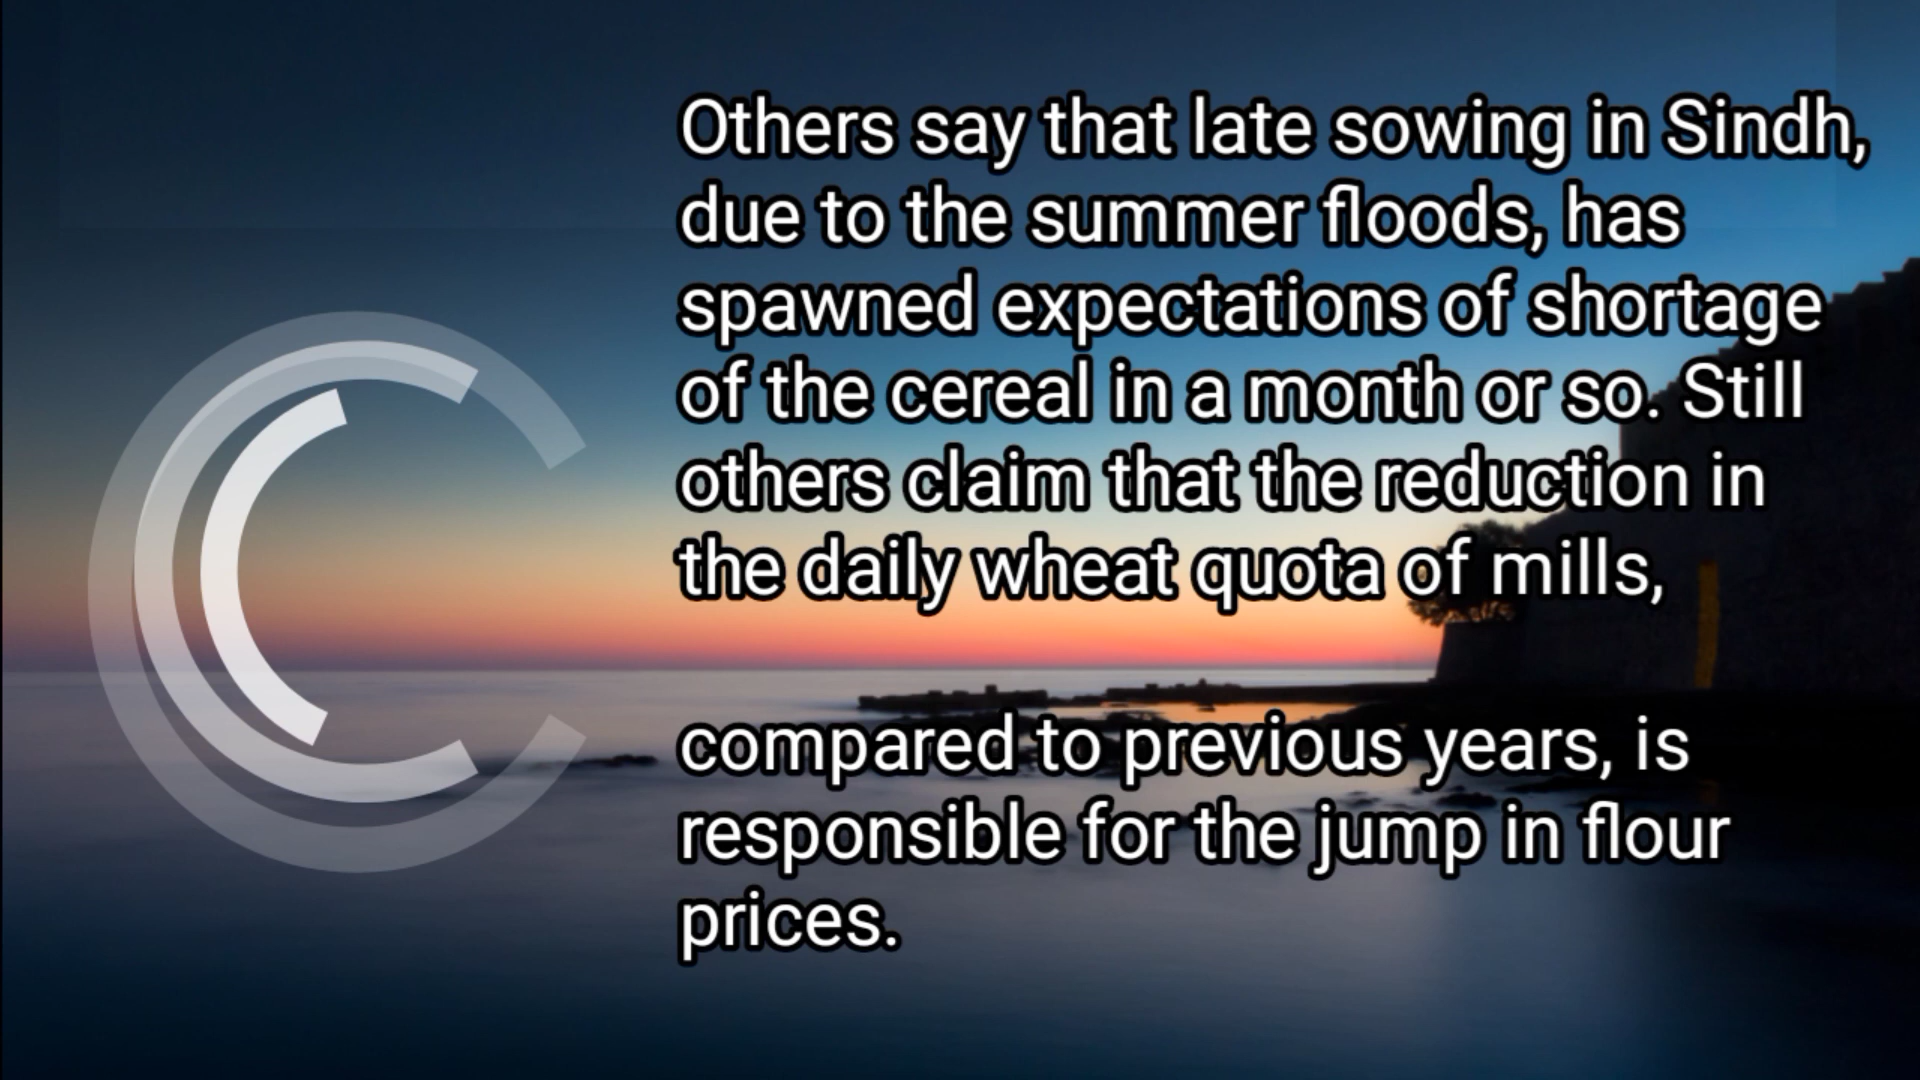 Others say that late sowing in Sindh,
due to the summer floods, has
spawned expectations of shortage
of the cereal in a month or so. Still
others claim that the reduction in
the daily wheat quota of mills,
compared to previous years, is
responsible for the jump in flour
prices.